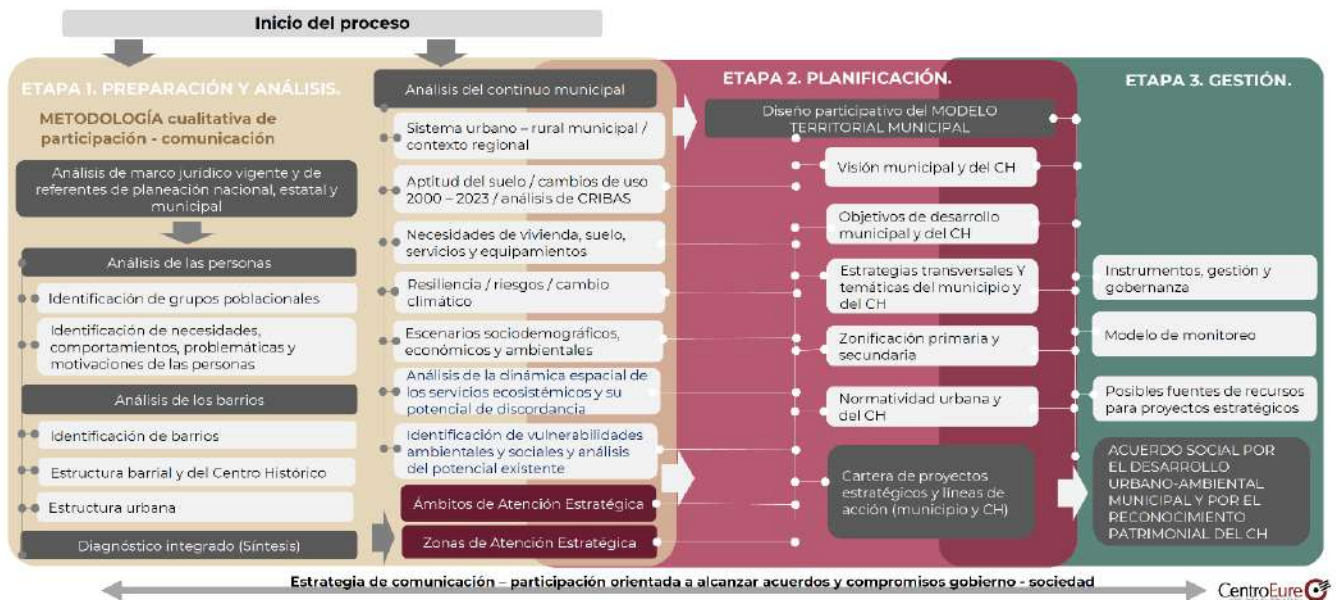 Inicio del proceso
ETAPA 1. PREPARACIÓN Y ANÁLISIS.
METODOLOGÍA cualitativa de
participación - comunicación
Análisis de marco jurídico vigente y de
referentes de planeación nacional, estatal y
municipal
Análisis de las personas
Identificación de grupos poblacionales
Identificación de necesidades,
comportamientos, problemáticas y
motivaciones de las personas
Análisis de los barrios
Identificación de barrios
Estructura barrial y del Centro Histórico
Estructura urbana
Diagnóstico integrado (Síntesis)
Análisis del continuo municipal
Sistema urbano – rural municipal /
contexto regional
Aptitud del suelo / cambios de uso
2000 – 2023 / análisis de CRIBAS
Necesidades de vivienda, suelo,
servicios y equipamientos
Resiliencia / riesgos / cambio
climático
Escenarios sociodemográficos,
económicos y ambientales
Análisis de la dinámica espacial de
los servicios ecosistémicos y su
potencial de discordancia
Identificación de vulnerabilidades
ambientales y sociales y análisis
del potencial existente
Ámbitos de Atención Estratégica
Zonas de Atención Estratégica
ETAPA 2. PLANIFICACIÓN.
Diseño participativo del MODELO
TERRITORIAL MUNICIPAL
Visión municipal y del CH
Objetivos de desarrollo
municipal y del CH
Estrategias transversales Y
temáticas del municipio y
del CH
Zonificación primaria y
secundaria
Normatividad urbana y
del CH
Cartera de proyectos
estratégicos y líneas de
acción (municipio y CH)
ETAPA 3. GESTIÓN.
Instrumentos, gestión y
gobernanza
Modelo de monitoreo
Posibles fuentes de recursos
para proyectos estratégicos
ACUERDO SOCIAL POR
EL DESARROLLO
URBANO-AMBIENTAL
MUNICIPAL Y POR EL
RECONOCIMIENTO
PATRIMONIAL DEL CH
Estrategia de comunicación – participación orientada a alcanzar acuerdos y compromisos gobierno - sociedad
CentroEure